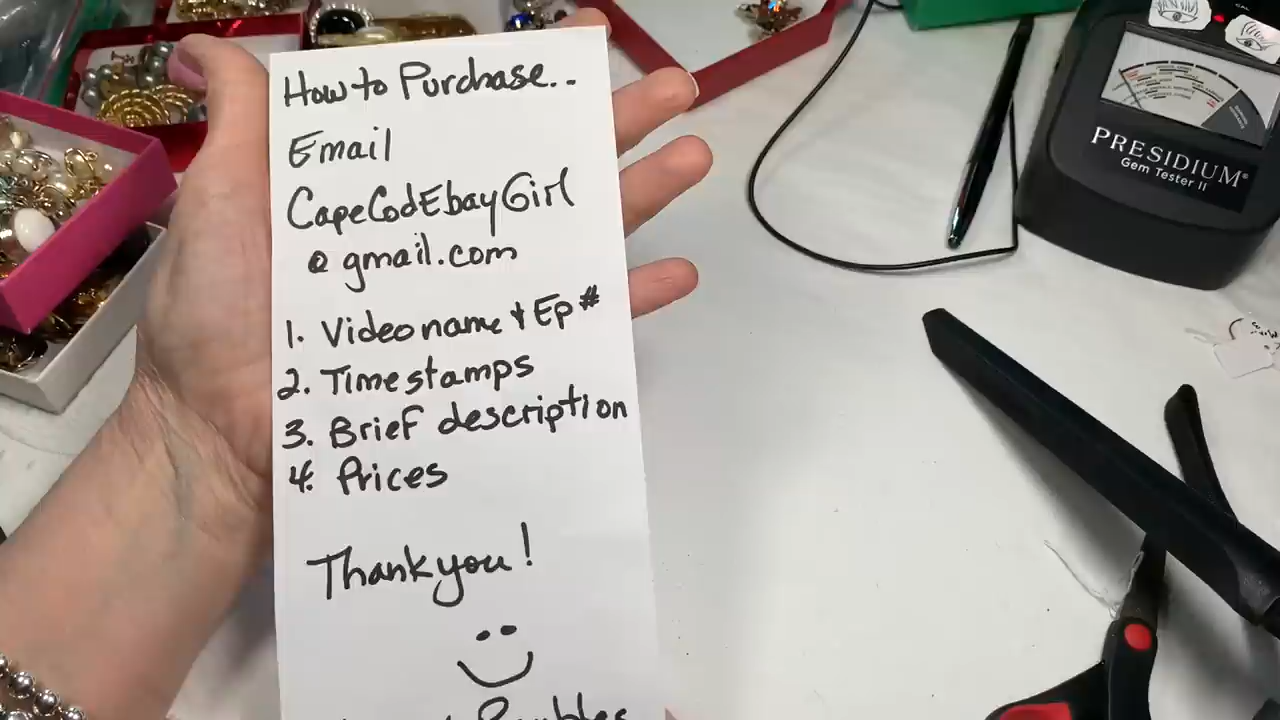 How to Purchase..
Email
CapeCodEbayGirl
@ gmail.com
1. Video name & Ep #
2. Timestamps
3. Brief description
4. Prices
Thank you!
PRESIDIUM®
Gem Tester II